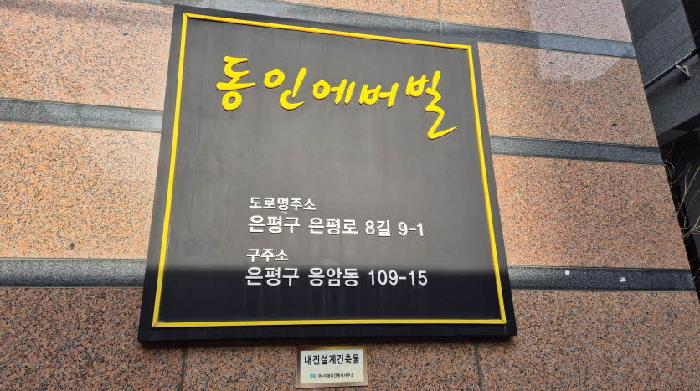 동인에버빌
도로명주소
은평구 은평로 8길 9-1
구주소
은평구 응암동 109-15
내진설계건축물